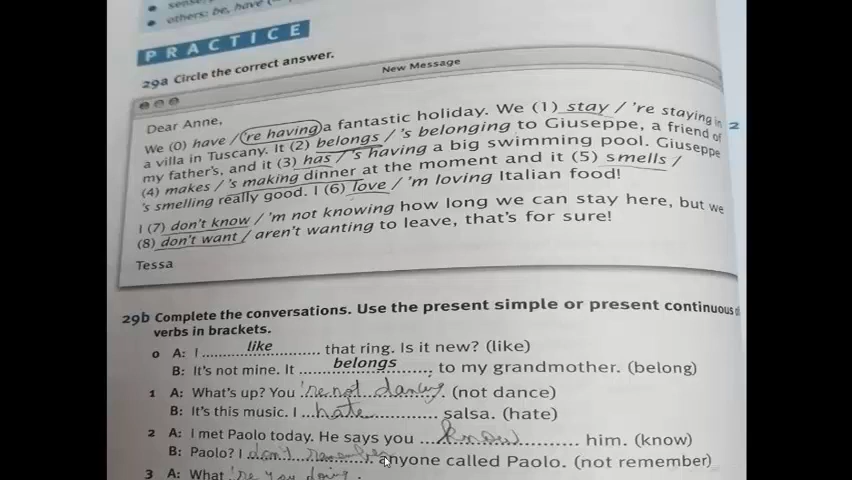 sense,
others: be, have
PRACTICE
29a Circle the correct answer.
New Message
Dear Anne,
We (0) have / 're having a fantastic holiday. We (1) stay / 're staying in
a villa in Tuscany. It (2) belongs / 's belonging to Giuseppe, a friend of
my father's, and it (3) has / 's having a big swimming pool. Giuseppe
(4) makes / 's making dinner at the moment and it (5) smells /
's smelling really good. I (6) love / 'm loving Italian food!
I (7) don't know / 'm not knowing how long we can stay here, but we
(8) don't want / aren't wanting to leave, that's for sure!
Tessa
2
29b Complete the conversations. Use the present simple or present continuous
verbs in brackets.
0 A: I like that ring. Is it new? (like)
B: It's not mine. It belongs to my grandmother. (belong)
1 A: What's up? You 're not dancing. (not dance)
B: It's this music. I hate salsa. (hate)
2 A: I met Paolo today. He says you know him. (know)
B: Paolo? I don't remember anyone called Paolo. (not remember)
3 A: What 're you doing.